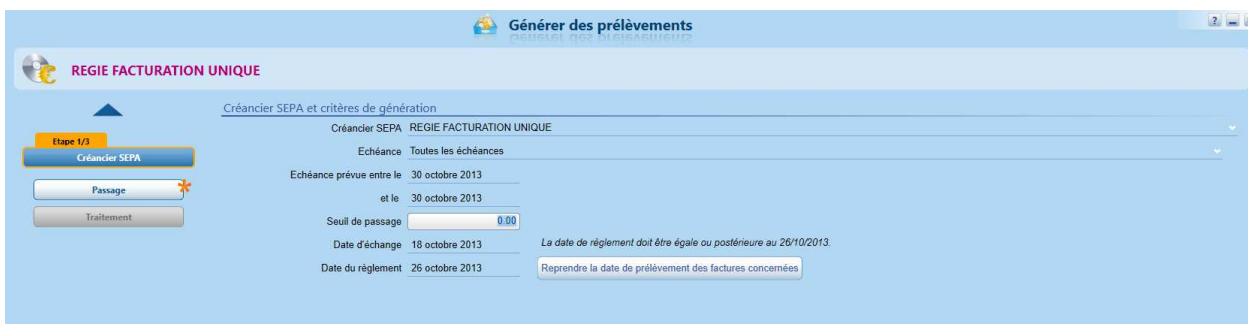 Générer des prélèvements
?
REGIE FACTURATION UNIQUE
Créancier SEPA et critères de génération
Créancier SEPA REGIE FACTURATION UNIQUE
Etape 1/3
Créancier SEPA
Echéance Toutes les échéances
Echéance prévue entre le 30 octobre 2013
Passage *
et le 30 octobre 2013
Traitement
Seuil de passage 0.00
Date d'échange 18 octobre 2013 La date de règlement doit être égale ou postérieure au 26/10/2013.
Date du règlement 26 octobre 2013 Reprendre la date de prélèvement des factures concernées